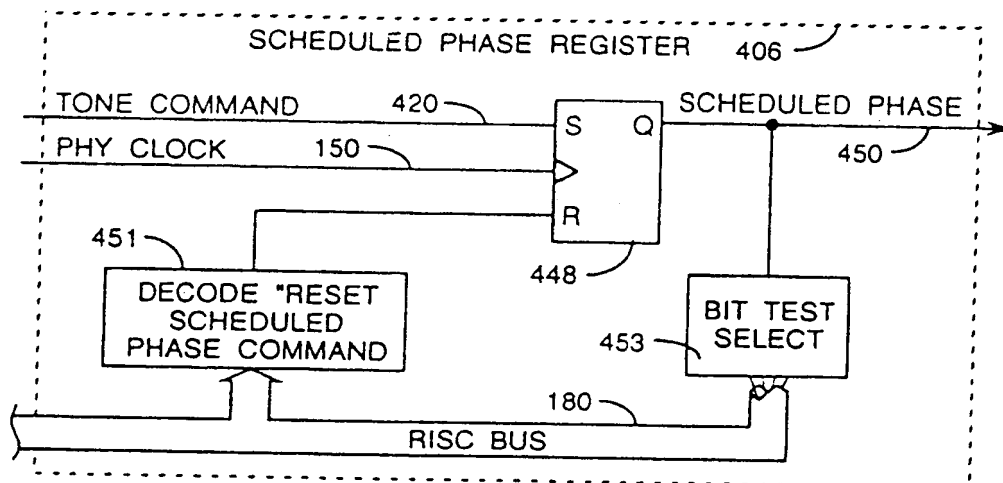 SCHEDULED PHASE REGISTER 406
TONE COMMAND 420
S Q
SCHEDULED PHASE
450
PHY CLOCK 150
R
448
451
DECODE "RESET
SCHEDULED
PHASE COMMAND
BIT TEST
SELECT
453
180
RISC BUS